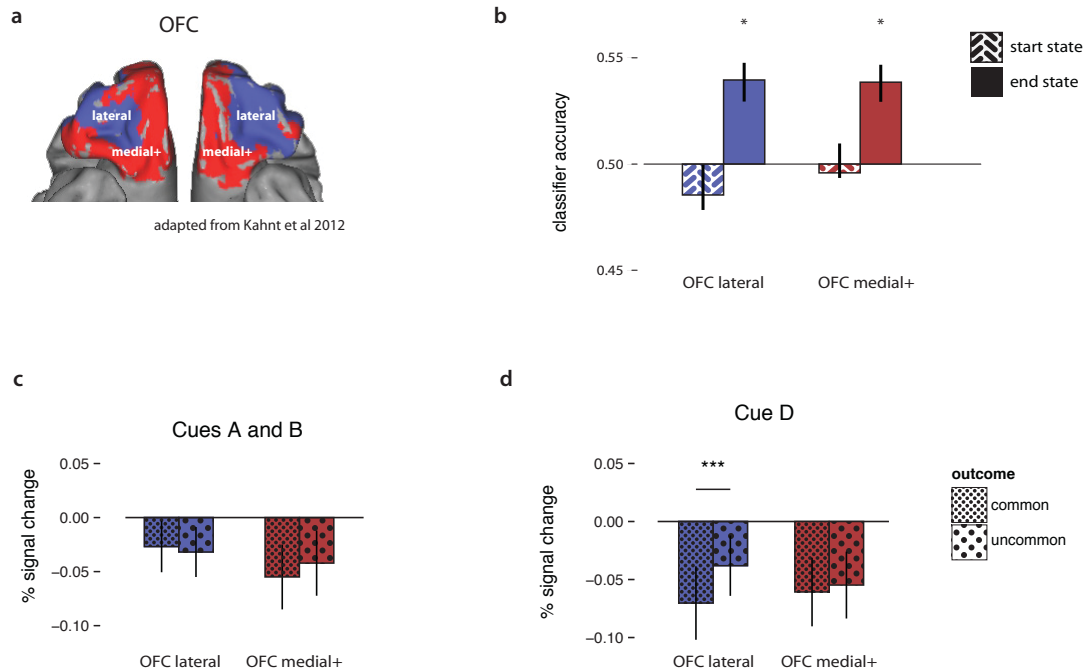 a
OFC
lateral
lateral
medial+
medial+
adapted from Kahnt et al 2012
b
*
*
start state
end state
classifier accuracy
0.55
0.50
0.45
OFC lateral
OFC medial+
c
Cues A and B
% signal change
0.05
0.00
−0.05
−0.10
OFC lateral
OFC medial+
d
Cue D
% signal change
0.05
0.00
−0.05
−0.10
***
OFC lateral
OFC medial+
outcome
common
uncommon